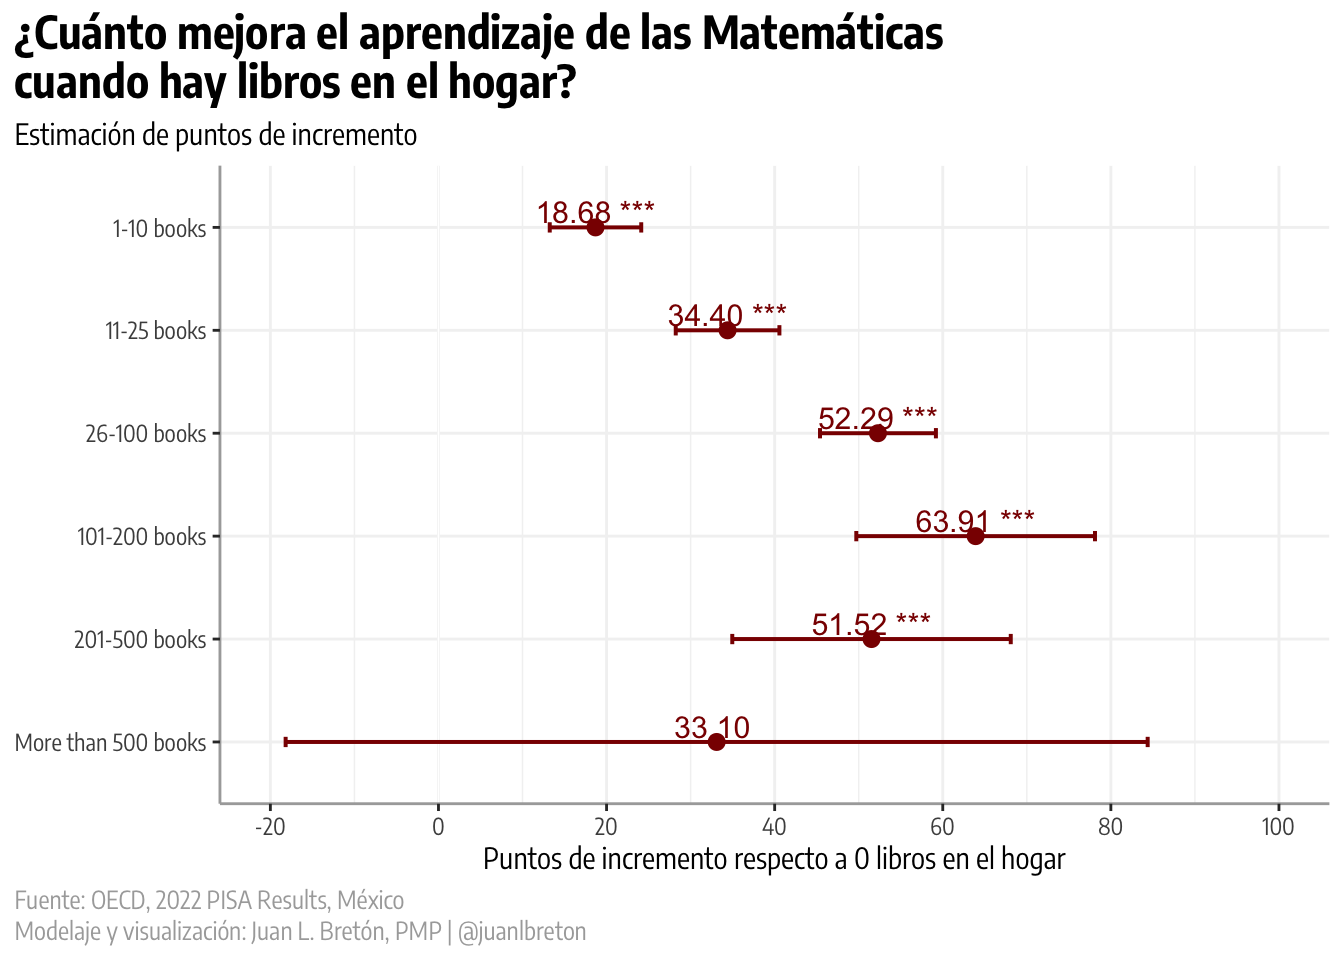 ¿Cuánto mejora el aprendizaje de las Matemáticas
cuando hay libros en el hogar?
Estimación de puntos de incremento
1-10 books
18.68 ***
11-25 books
34.40 ***
26-100 books
52.29 ***
101-200 books
63.91 ***
201-500 books
51.52 ***
More than 500 books
33.10
-20 0 20 40 60 80 100
Puntos de incremento respecto a 0 libros en el hogar
Fuente: OECD, 2022 PISA Results, México
Modelaje y visualización: Juan L. Bretón, PMP | @juanlbreton